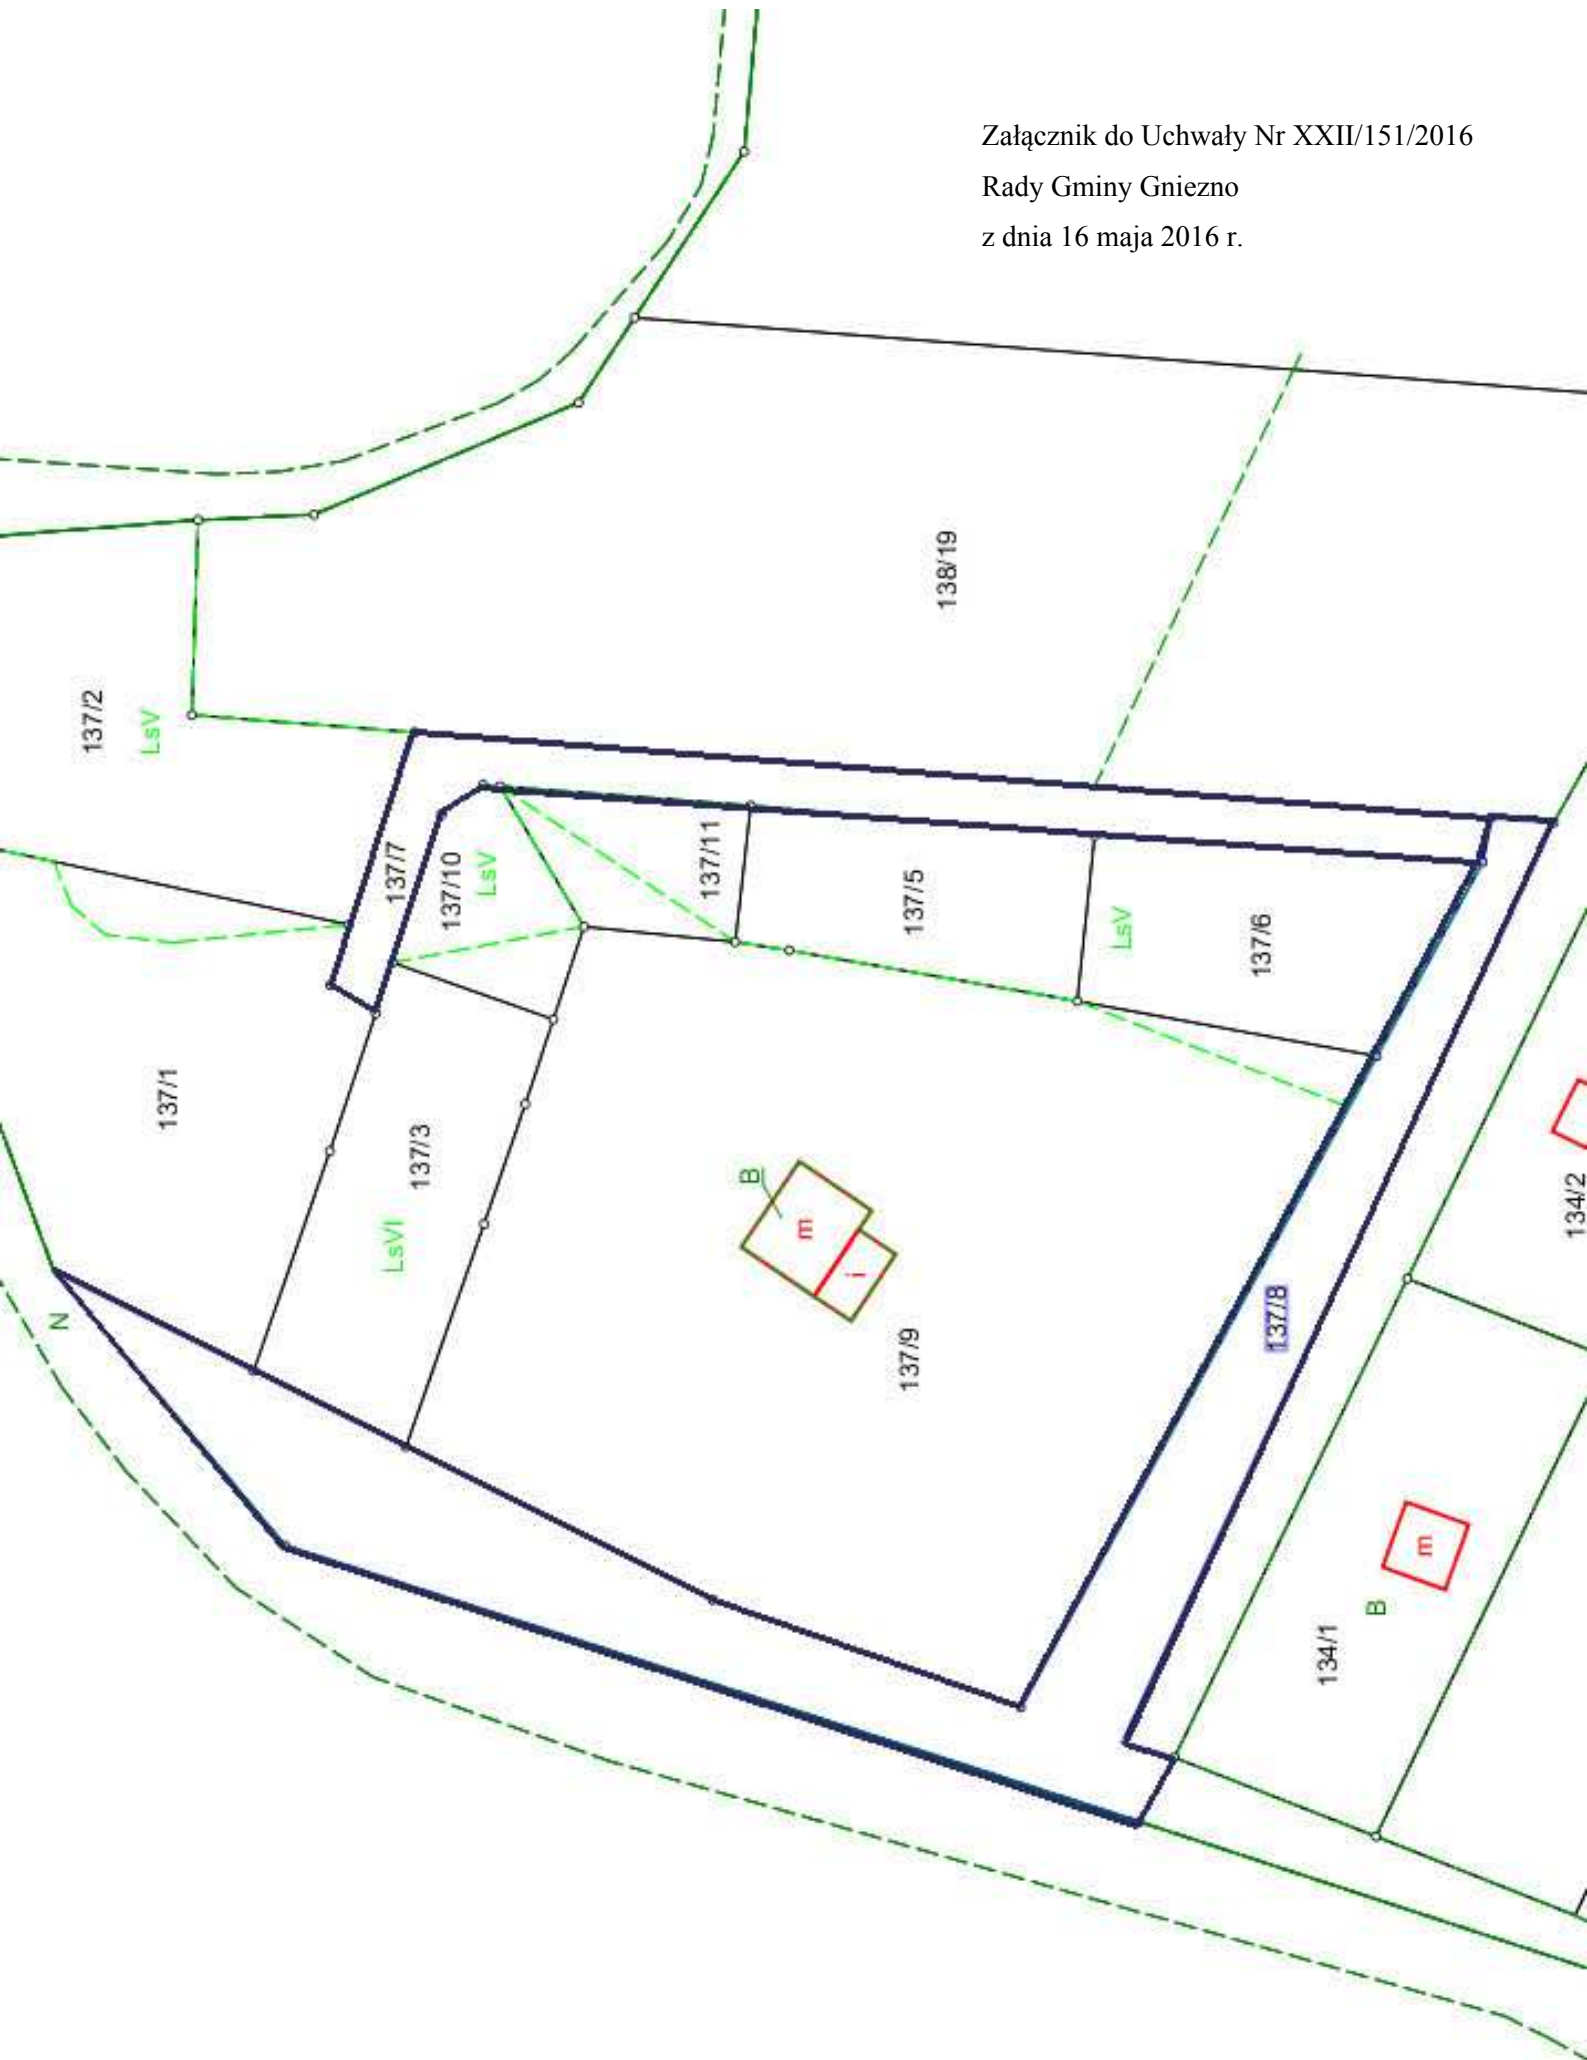 Załącznik do Uchwały Nr XXII/151/2016
Rady Gminy Gniezno
z dnia 16 maja 2016 r.
138/19
137/2
LsV
137/7
137/10
LsV
137/11
137/5
LsV
137/6
137/1
137/3
LsVI
B
m
i
134/2
N
137/9
137/8
m
B
134/1